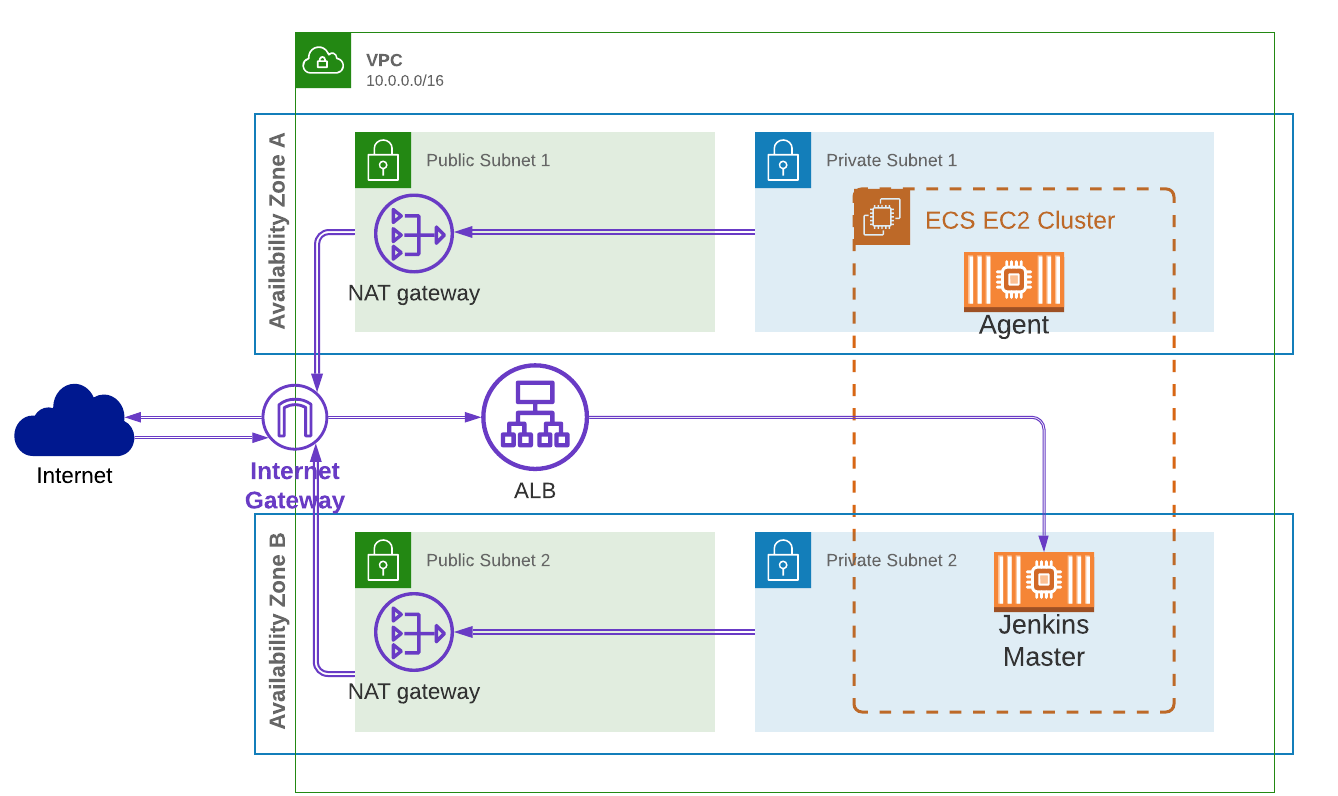 VPC
10.0.0.0/16
Availability Zone A
Public Subnet 1
NAT gateway
Private Subnet 1
ECS EC2 Cluster
Agent
Internet
Internet
Gateway
ALB
Availability Zone B
Public Subnet 2
NAT gateway
Private Subnet 2
Jenkins
Master